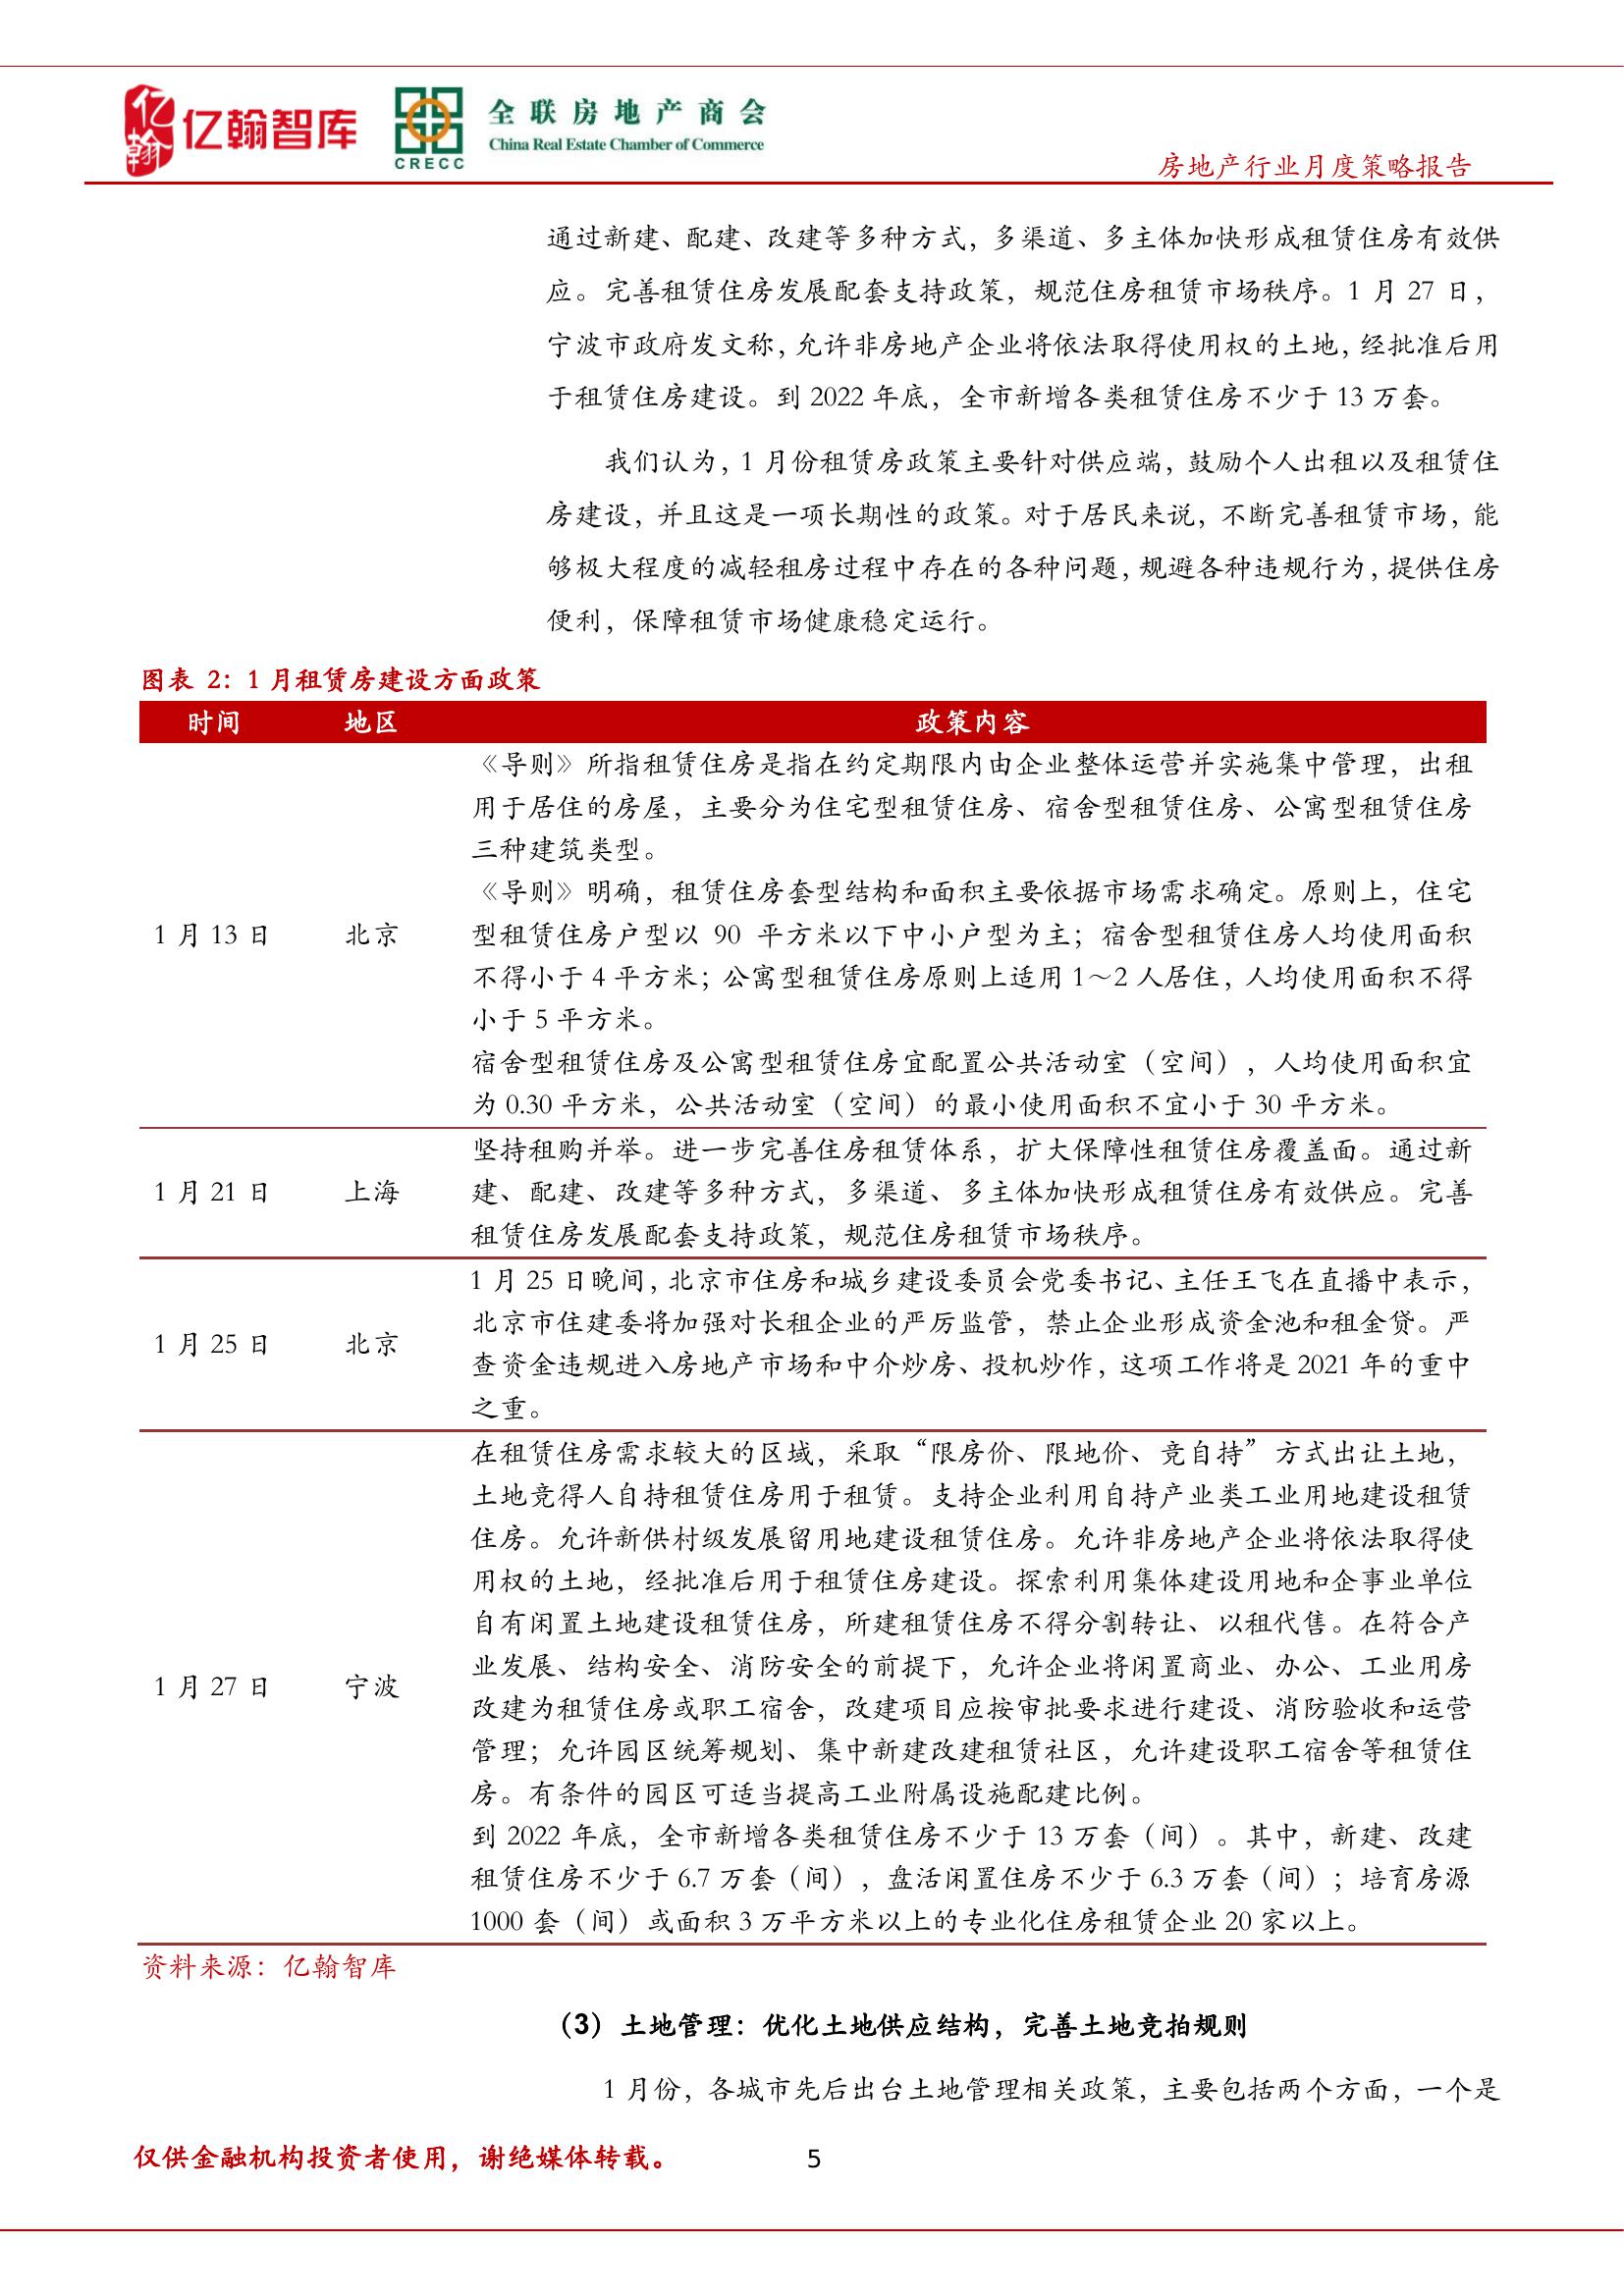 亿翰 亿翰智库
CRECC
全联房地产商会
China Real Estate Chamber of Commerce
房地产行业月度策略报告
通过新建、配建、改建等多种方式，多渠道、多主体加快形成租赁住房有效供
应。完善租赁住房发展配套支持政策，规范住房租赁市场秩序。1 月 27 日，
宁波市政府发文称，允许非房地产企业将依法取得使用权的土地，经批准后用
于租赁住房建设。到 2022 年底，全市新增各类租赁住房不少于 13 万套。
我们认为，1 月份租赁房政策主要针对供应端，鼓励个人出租以及租赁住
房建设，并且这是一项长期性的政策。对于居民来说，不断完善租赁市场，能
够极大程度的减轻租房过程中存在的各种问题，规避各种违规行为，提供住房
便利，保障租赁市场健康稳定运行。
图表 2：1 月租赁房建设方面政策
时间 地区 政策内容
《导则》所指租赁住房是指在约定期限内由企业整体运营并实施集中管理，出租
用于居住的房屋，主要分为住宅型租赁住房、宿舍型租赁住房、公寓型租赁住房
三种建筑类型。
《导则》明确，租赁住房套型结构和面积主要依据市场需求确定。原则上，住宅
1 月 13 日 北京 型租赁住房户型以 90 平方米以下中小户型为主；宿舍型租赁住房人均使用面积
不得小于 4 平方米；公寓型租赁住房原则上适用 1～2 人居住，人均使用面积不得
小于 5 平方米。
宿舍型租赁住房及公寓型租赁住房宜配置公共活动室（空间），人均使用面积宜
为 0.30 平方米，公共活动室（空间）的最小使用面积不宜小于 30 平方米。
坚持租购并举。进一步完善住房租赁体系，扩大保障性租赁住房覆盖面。通过新
1 月 21 日 上海 建、配建、改建等多种方式，多渠道、多主体加快形成租赁住房有效供应。完善
租赁住房发展配套支持政策，规范住房租赁市场秩序。
1 月 25 日晚间，北京市住房和城乡建设委员会党委书记、主任王飞在直播中表示，
北京市住建委将加强对长租企业的严厉监管，禁止企业形成资金池和租金贷。严
1 月 25 日 北京 查资金违规进入房地产市场和中介炒房、投机炒作，这项工作将是 2021 年的重中
之重。
在租赁住房需求较大的区域，采取“限房价、限地价、竞自持”方式出让土地，
土地竞得人自持租赁住房用于租赁。支持企业利用自持产业类工业用地建设租赁
住房。允许新供村级发展留用地建设租赁住房。允许非房地产企业将依法取得使
用权的土地，经批准后用于租赁住房建设。探索利用集体建设用地和企事业单位
自有闲置土地建设租赁住房，所建租赁住房不得分割转让、以租代售。在符合产
业发展、结构安全、消防安全的前提下，允许企业将闲置商业、办公、工业用房
1 月 27 日 宁波 改建为租赁住房或职工宿舍，改建项目应按审批要求进行建设、消防验收和运营
管理；允许园区统筹规划、集中新建改建租赁社区，允许建设职工宿舍等租赁住
房。有条件的园区可适当提高工业附属设施配建比例。
到 2022 年底，全市新增各类租赁住房不少于 13 万套（间）。其中，新建、改建
租赁住房不少于 6.7 万套（间），盘活闲置住房不少于 6.3 万套（间）；培育房源
1000 套（间）或面积 3 万平方米以上的专业化住房租赁企业 20 家以上。
资料来源：亿翰智库
（3）土地管理：优化土地供应结构，完善土地竞拍规则
1 月份，各城市先后出台土地管理相关政策，主要包括两个方面，一个是
仅供金融机构投资者使用，谢绝媒体转载。 5